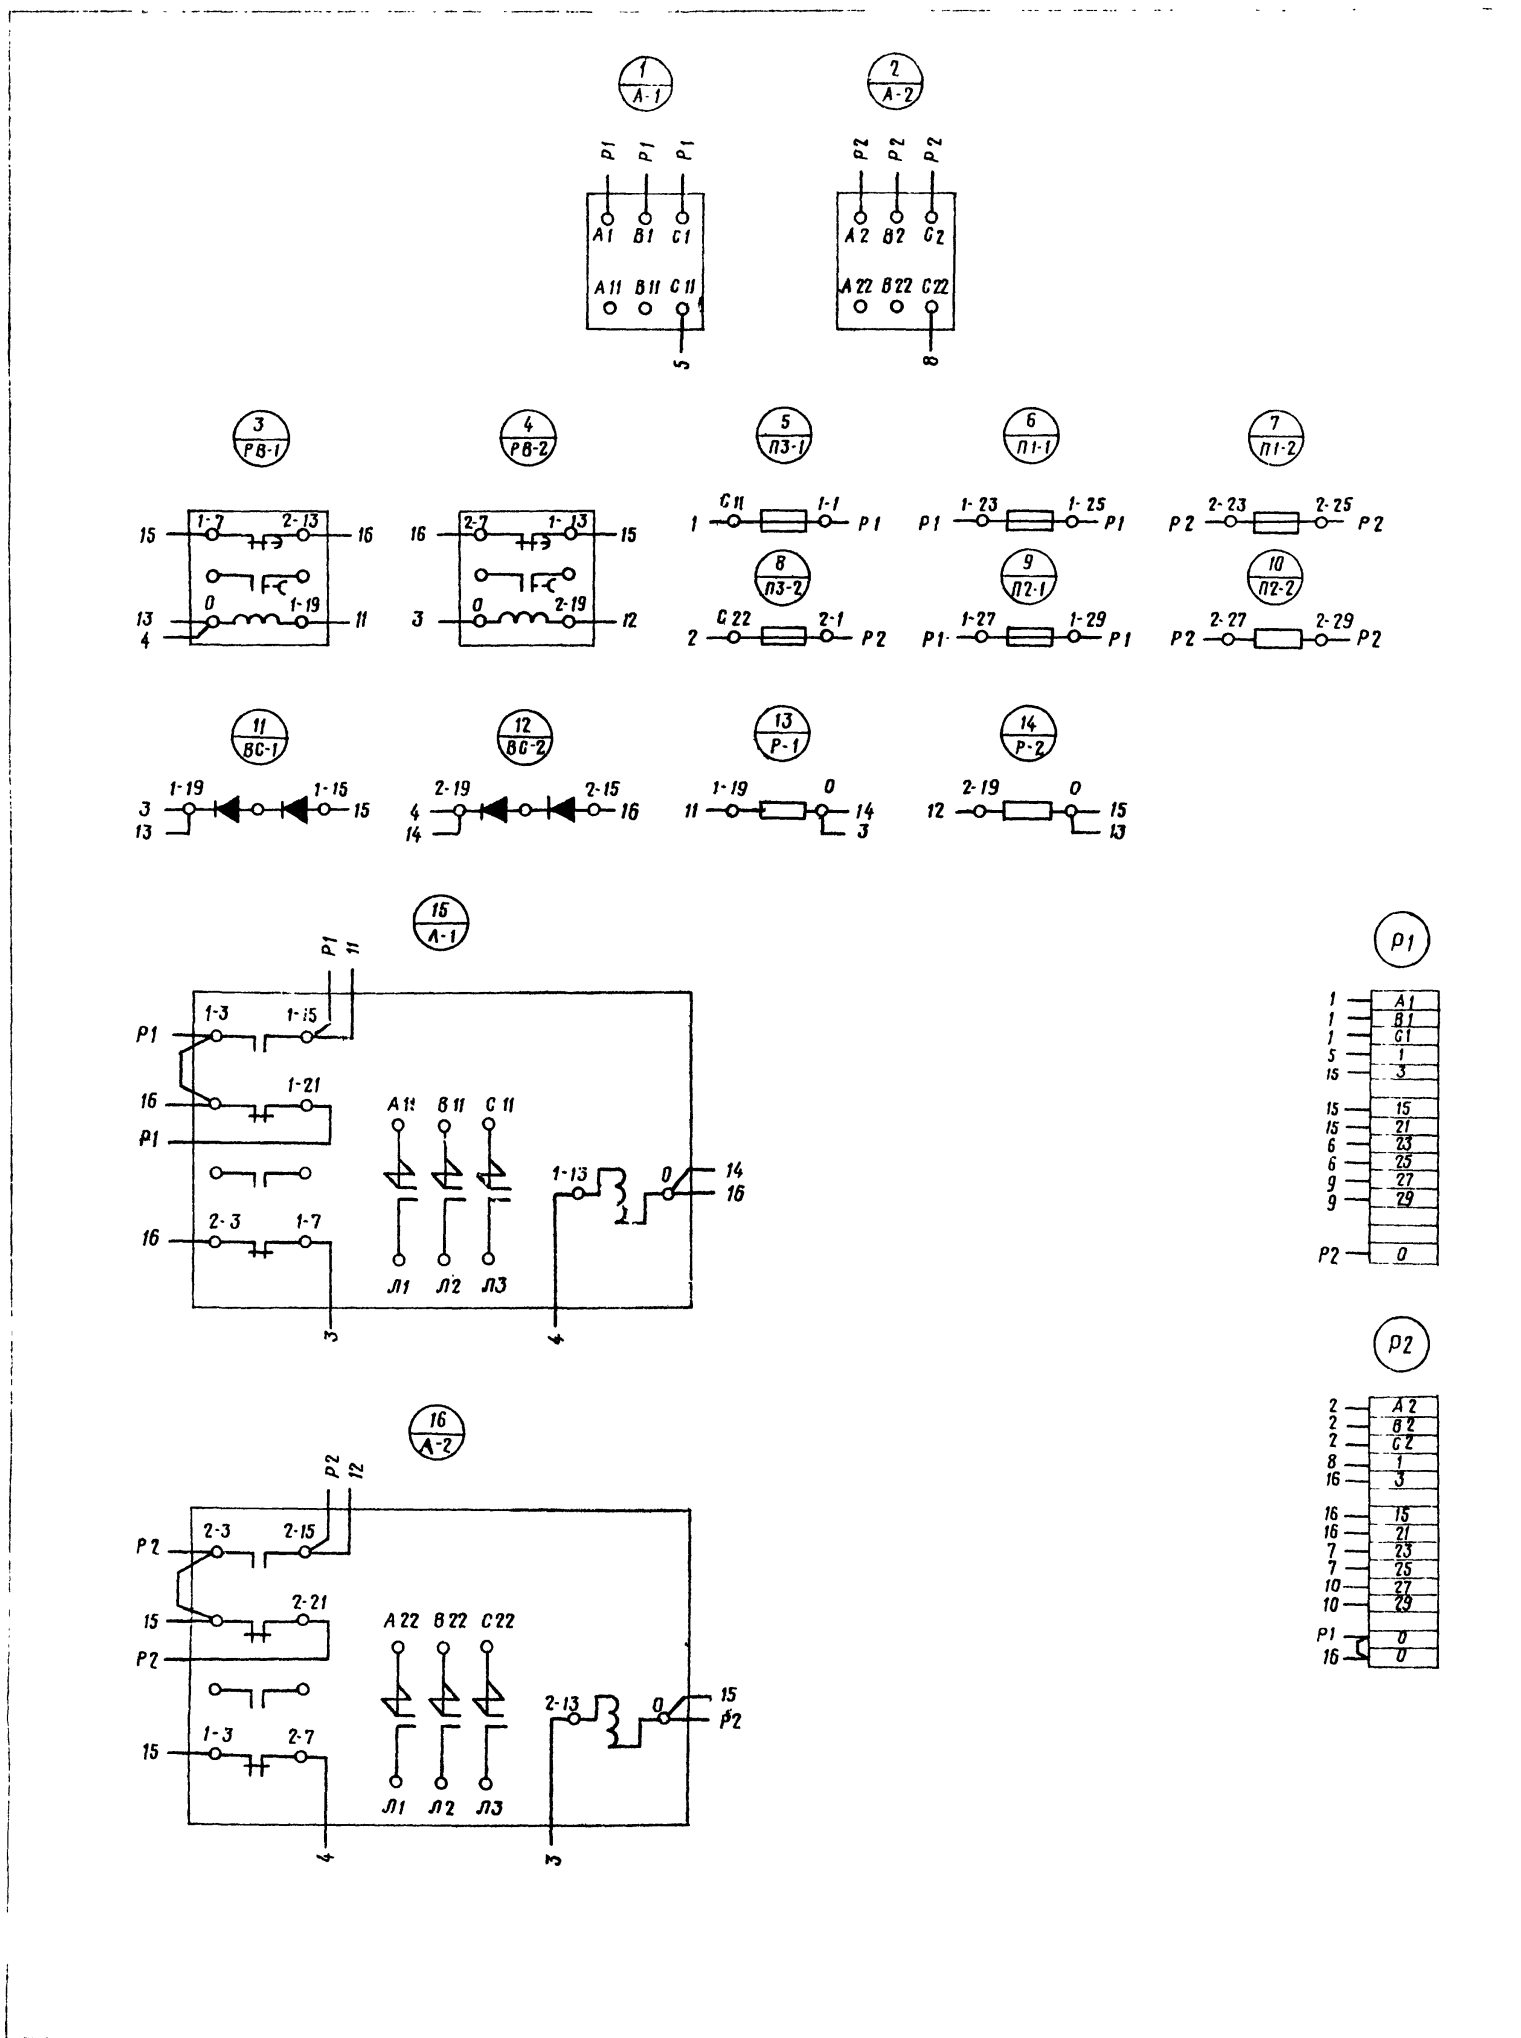 1
А-1
2
А-2
Р1 Р1 Р1
Р2 Р2 Р2
А1 В1 С1
А2 В2 С2
А11 В11 С11
А22 В22 С22
5
8
3
РВ-1
4
РВ-2
5
П3-1
6
П1-1
7
П1-2
15 1-7 2-13 16
16 2-7 1-13 15
1 С11 1-1 Р1
Р1 1-23 1-25 Р1
Р2 2-23 2-25 Р2
8
П3-2
9
П2-1
10
П2-2
13 0 1-19 11
4
3 0 2-19 12
2 С22 2-1 Р2
Р1 1-27 1-29 Р1
Р2 2-27 2-29 Р2
11
ВС-1
12
ВС-2
13
Р-1
14
Р-2
1-19 1-15
3 15
13
2-19 2-15
4 16
14
1-19 0
11 14
3
2-19 0
12 15
13
15
Л-1
Р1 11
Р1 1-3 1-15
16 1-21
Р1
А11 В11 С11
1-13 0 14
16
16 2-3 1-7
Л1 Л2 Л3
3 4
Р1
1 А1
1 В1
1 С1
5 1
15 3
15 15
15 21
6 23
6 25
9 27
9 29
Р2 0
16
Л-2
Р2 12
Р2 2-3 2-15
15 2-21
Р2
А22 В22 С22
2-13 0 15
Р2
15 1-3 2-7
Л1 Л2 Л3
4 3
Р2
2 А2
2 В2
2 С2
8 1
16 3
16 15
16 21
7 23
7 25
10 27
10 29
Р1 0
16 0